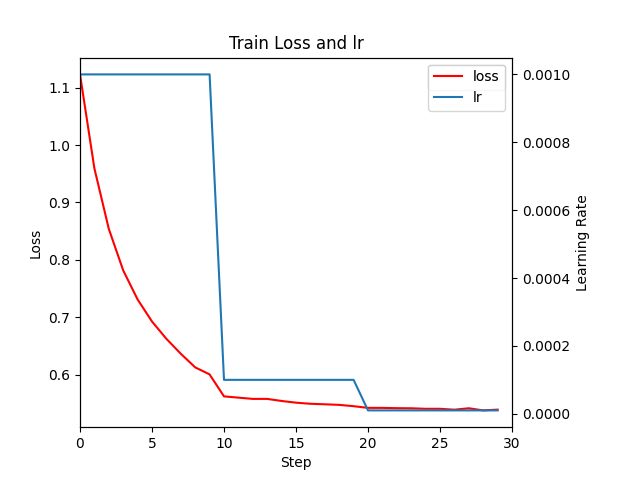 Train Loss and lr
loss
lr
1.1
1.0
0.9
0.8
0.7
0.6
Loss
0.0010
0.0008
0.0006
0.0004
0.0002
0.0000
Learning Rate
0 5 10 15 20 25 30
Step